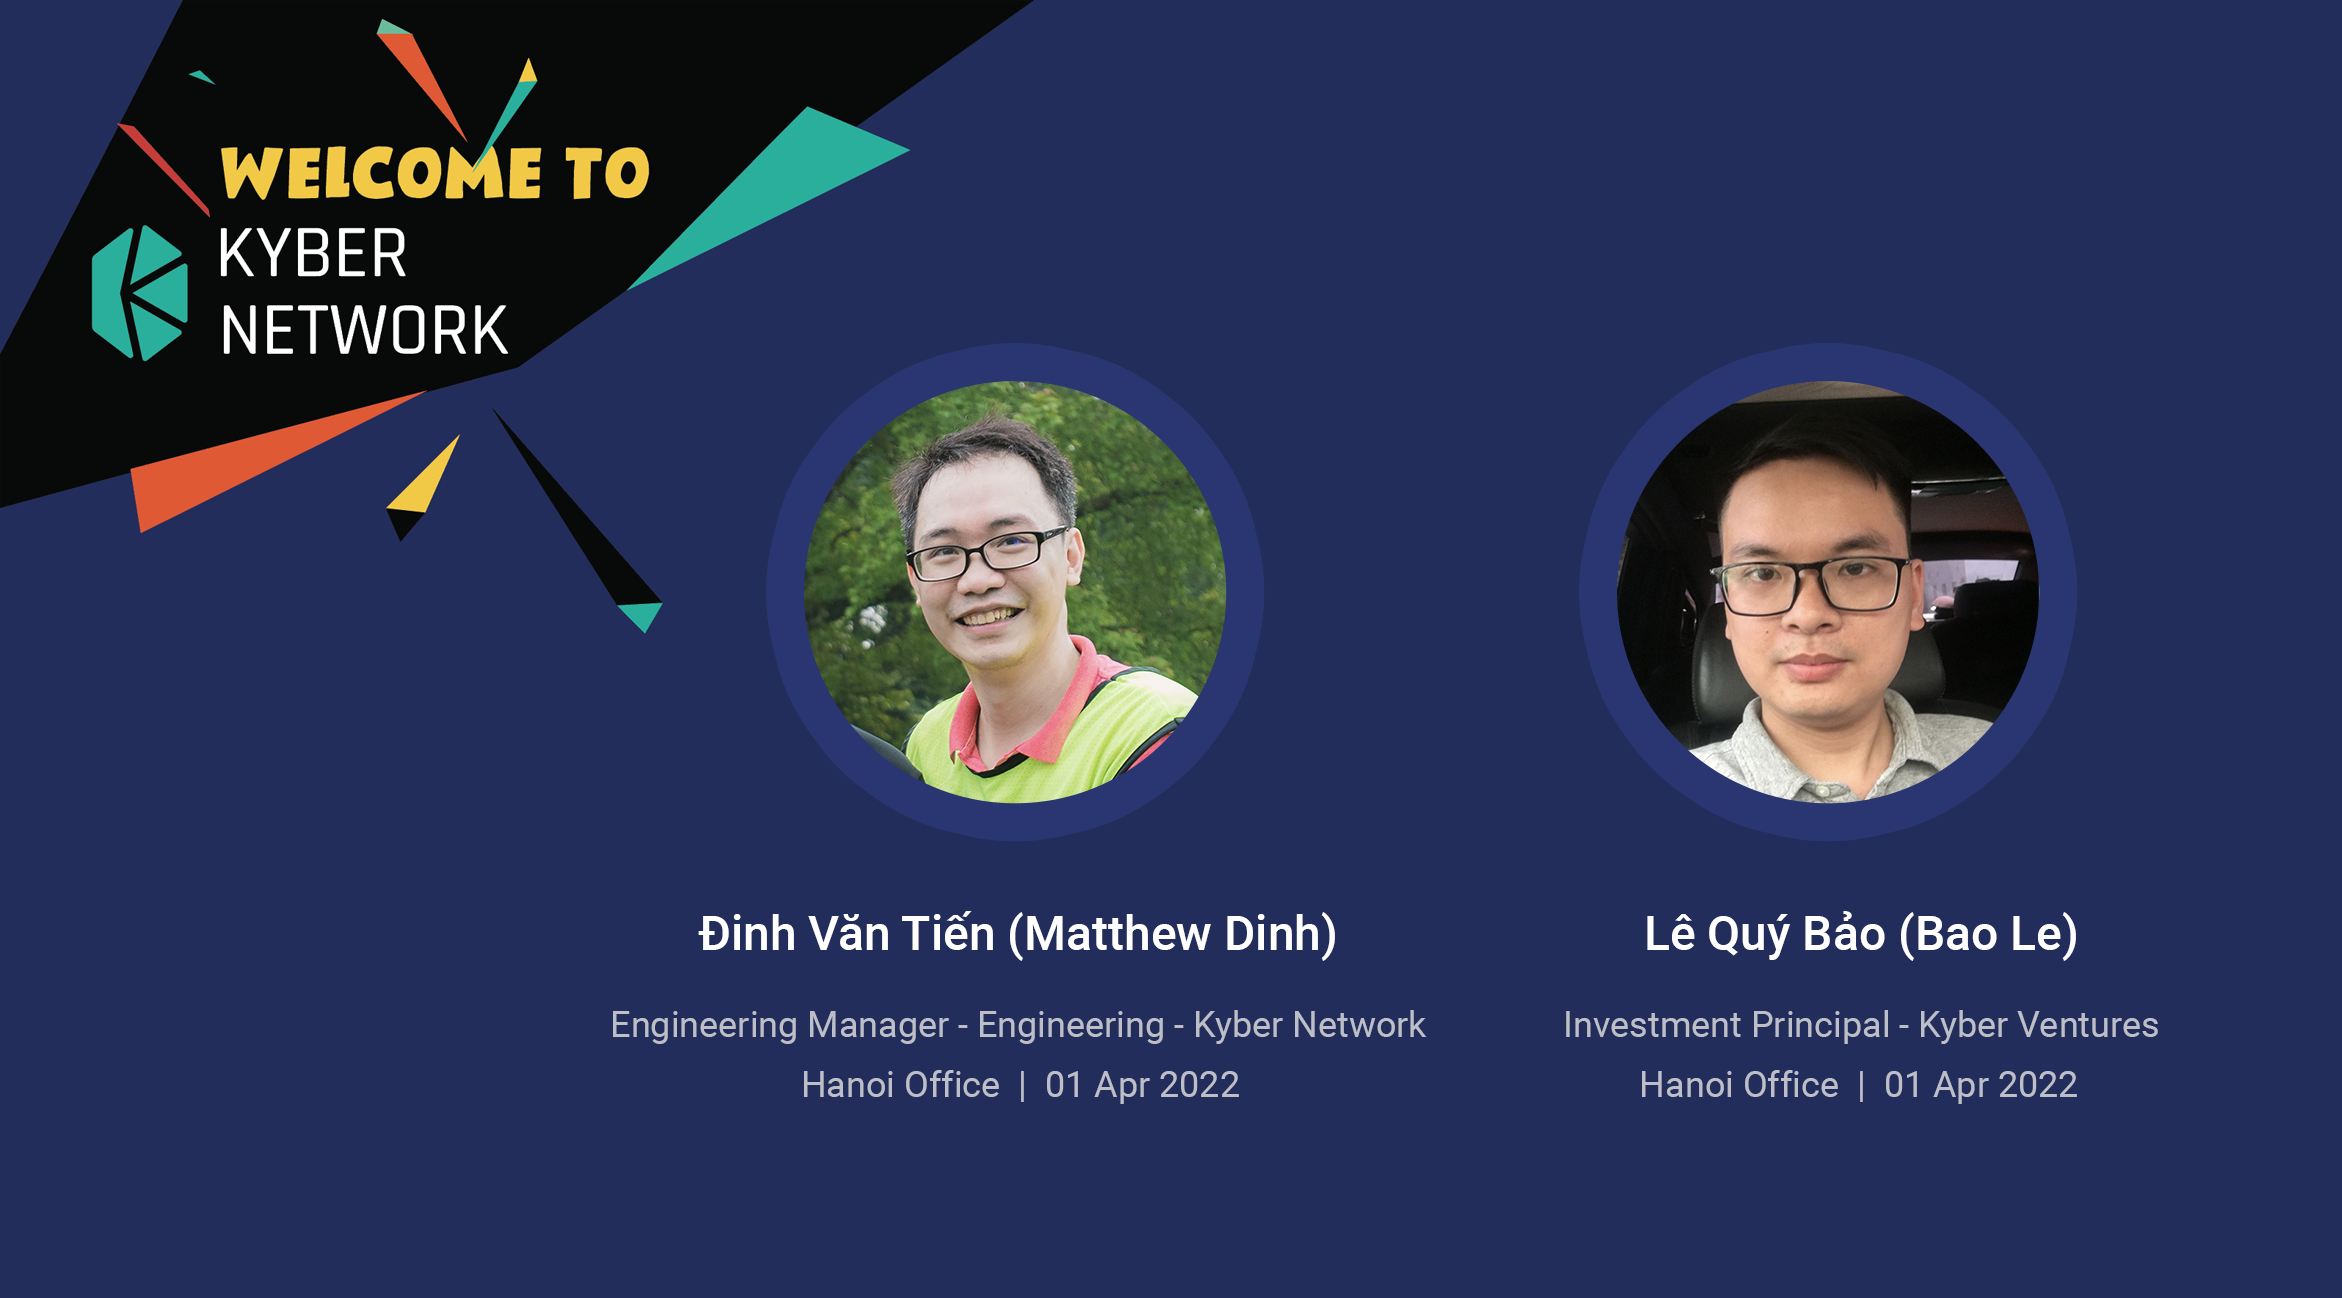 WELCOME TO
KYBER
NETWORK
Đinh Văn Tiến (Matthew Dinh)
Engineering Manager - Engineering - Kyber Network
Hanoi Office | 01 Apr 2022
Lê Quý Bảo (Bao Le)
Investment Principal - Kyber Ventures
Hanoi Office | 01 Apr 2022